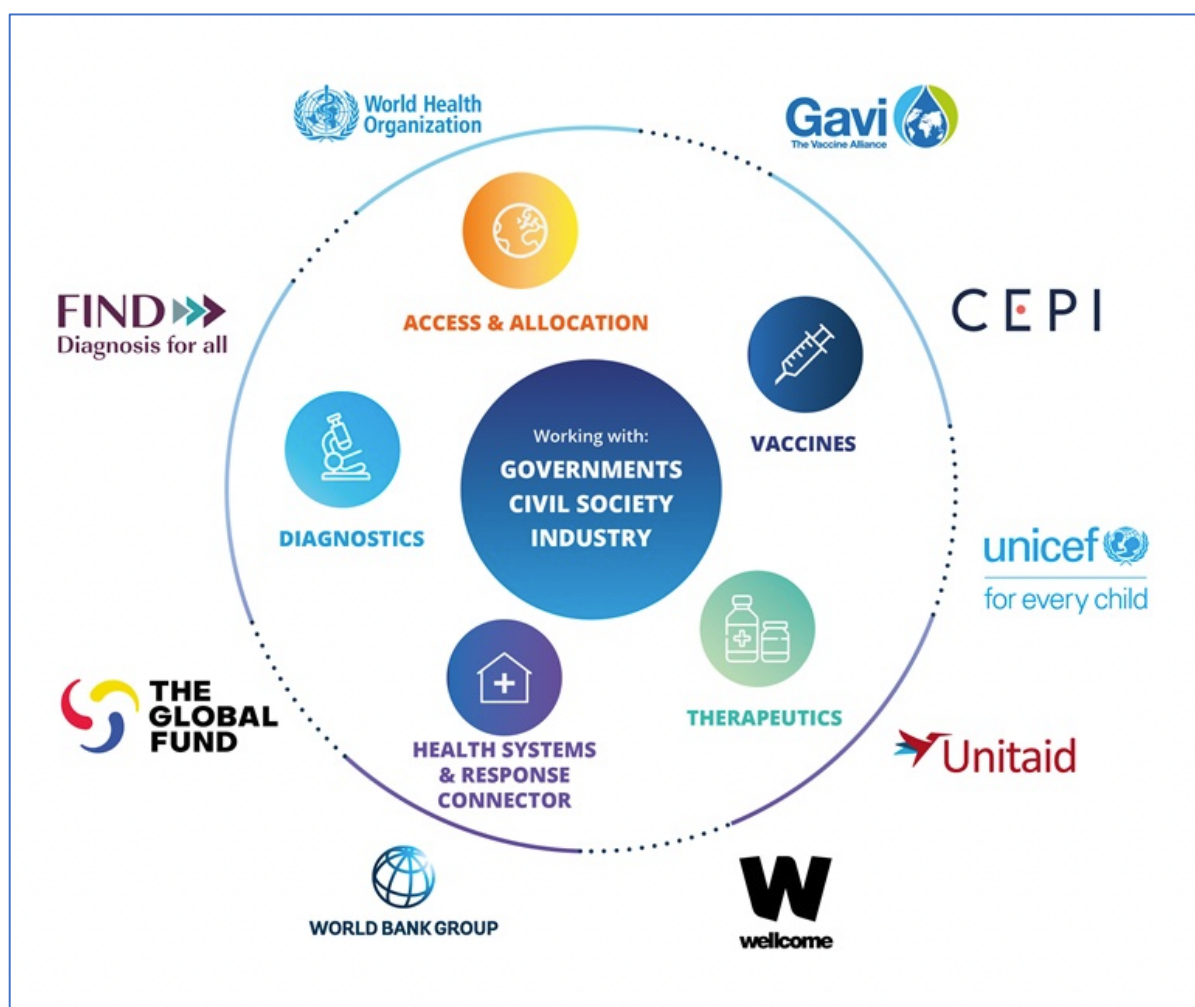 World Health
Organization
Gavi
The Vaccine Alliance
FIND
Diagnosis for all
CEPI
ACCESS & ALLOCATION
VACCINES
Working with:
GOVERNMENTS
CIVIL SOCIETY
INDUSTRY
DIAGNOSTICS
unicef
for every child
THERAPEUTICS
THE
GLOBAL
FUND
HEALTH SYSTEMS
& RESPONSE
CONNECTOR
Unitaid
WORLD BANK GROUP
W
wellcome